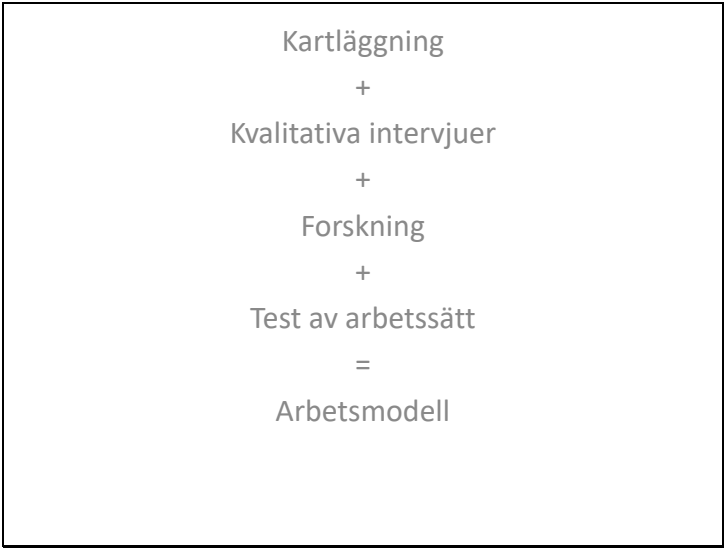 Kartläggning
+
Kvalitativa intervjuer
+
Forskning
+
Test av arbetssätt
=
Arbetsmodell